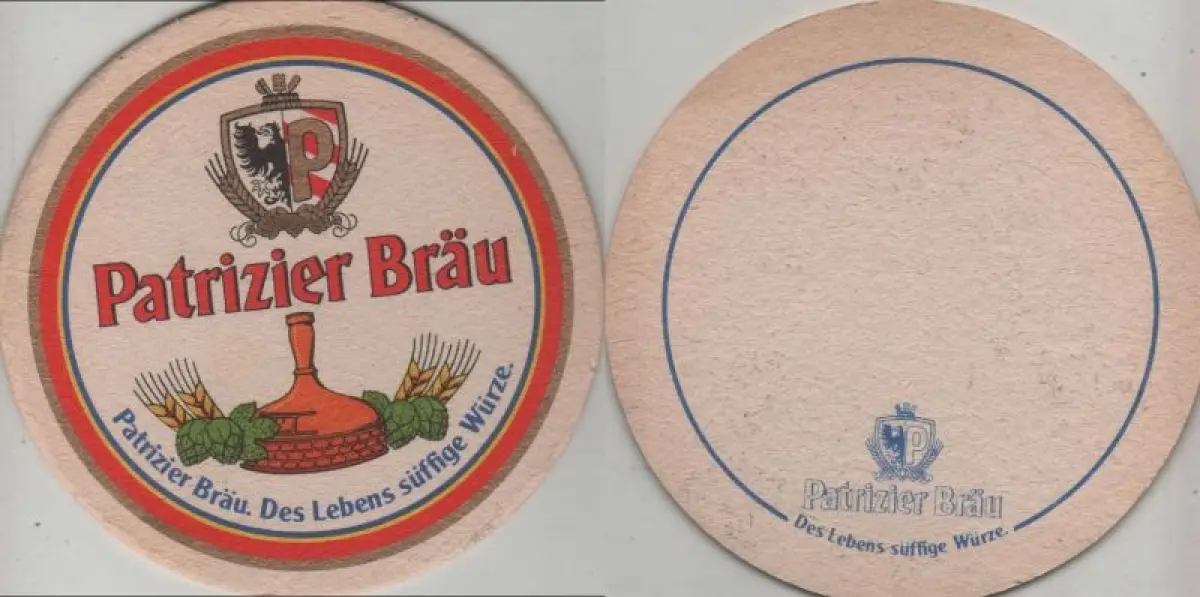 P
Patrizier Bräu
Patrizier Bräu. Des Lebens süffige Würze.
P
Patrizier Bräu
Des Lebens süffige Würze.